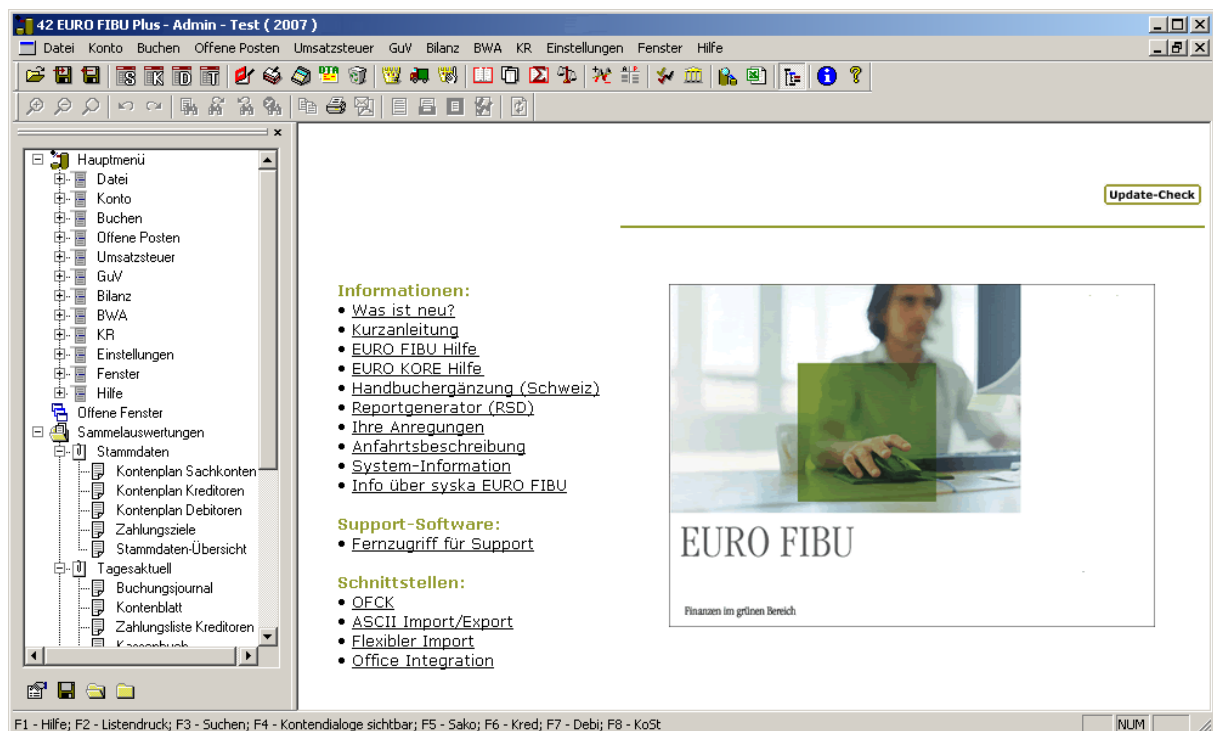 42 EURO FIBU Plus - Admin - Test ( 2007 )
Datei Konto Buchen Offene Posten Umsatzsteuer GuV Bilanz BWA KR Einstellungen Fenster Hilfe
Hauptmenü
Datei
Konto
Buchen
Offene Posten
Umsatzsteuer
GuV
Bilanz
BWA
KR
Einstellungen
Fenster
Hilfe
Offene Fenster
Sammelauswertungen
Stammdaten
Kontenplan Sachkonten
Kontenplan Kreditoren
Kontenplan Debitoren
Zahlungsziele
Stammdaten-Übersicht
Tagesaktuell
Buchungsjournal
Kontenblatt
Zahlungsliste Kreditoren
Kassenbuch
Update-Check
Informationen:
• Was ist neu?
• Kurzanleitung
• EURO FIBU Hilfe
• EURO KORE Hilfe
• Handbuchergänzung (Schweiz)
• Reportgenerator (RSD)
• Ihre Anregungen
• Anfahrtsbeschreibung
• System-Information
• Info über syska EURO FIBU
Support-Software:
• Fernzugriff für Support
Schnittstellen:
• OFCK
• ASCII Import/Export
• Flexibler Import
• Office Integration
EURO FIBU
Finanzen im grünen Bereich
F1 - Hilfe; F2 - Listendruck; F3 - Suchen; F4 - Kontendialoge sichtbar; F5 - Sako; F6 - Kred; F7 - Debi; F8 - KoSt
NUM